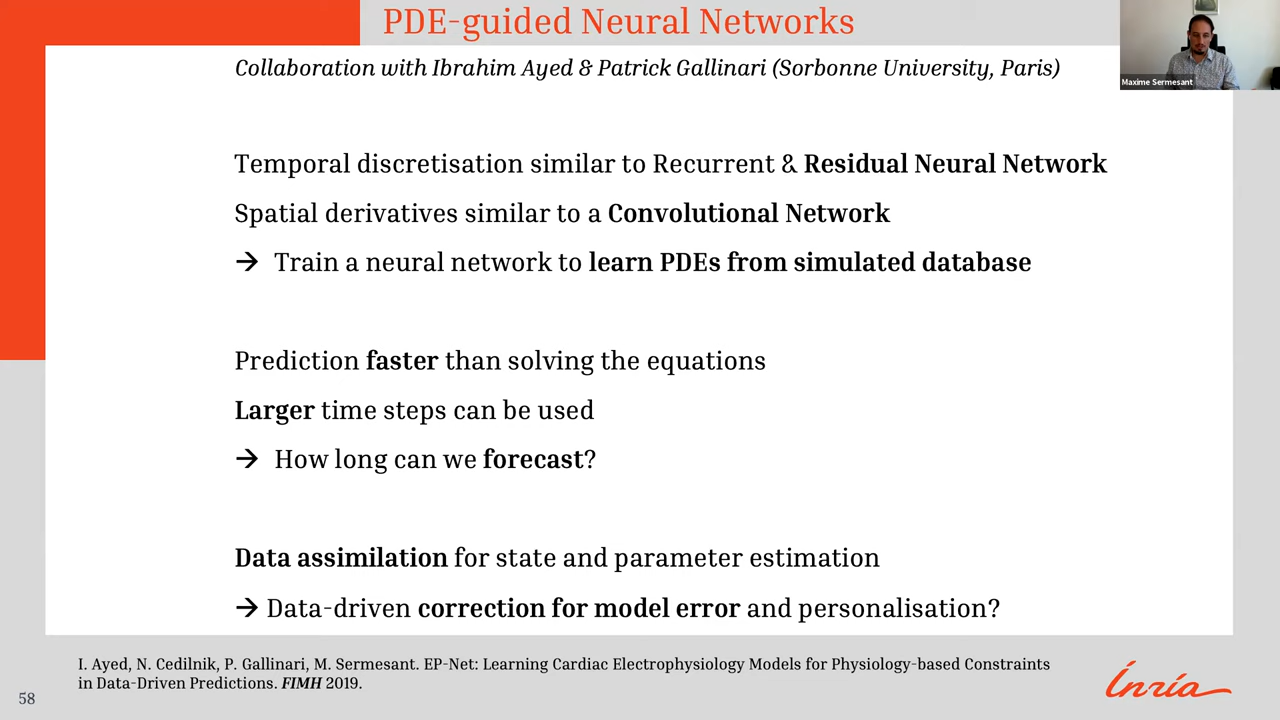 PDE-guided Neural Networks
Collaboration with Ibrahim Ayed & Patrick Gallinari (Sorbonne University, Paris)
Maxime Sermesant
Temporal discretisation similar to Recurrent & Residual Neural Network
Spatial derivatives similar to a Convolutional Network
→ Train a neural network to learn PDEs from simulated database
Prediction faster than solving the equations
Larger time steps can be used
→ How long can we forecast?
Data assimilation for state and parameter estimation
→ Data-driven correction for model error and personalisation?
I. Ayed, N. Cedilnik, P. Gallinari, M. Sermesant. EP-Net: Learning Cardiac Electrophysiology Models for Physiology-based Constraints
in Data-Driven Predictions. FIMH 2019.
58
Inria